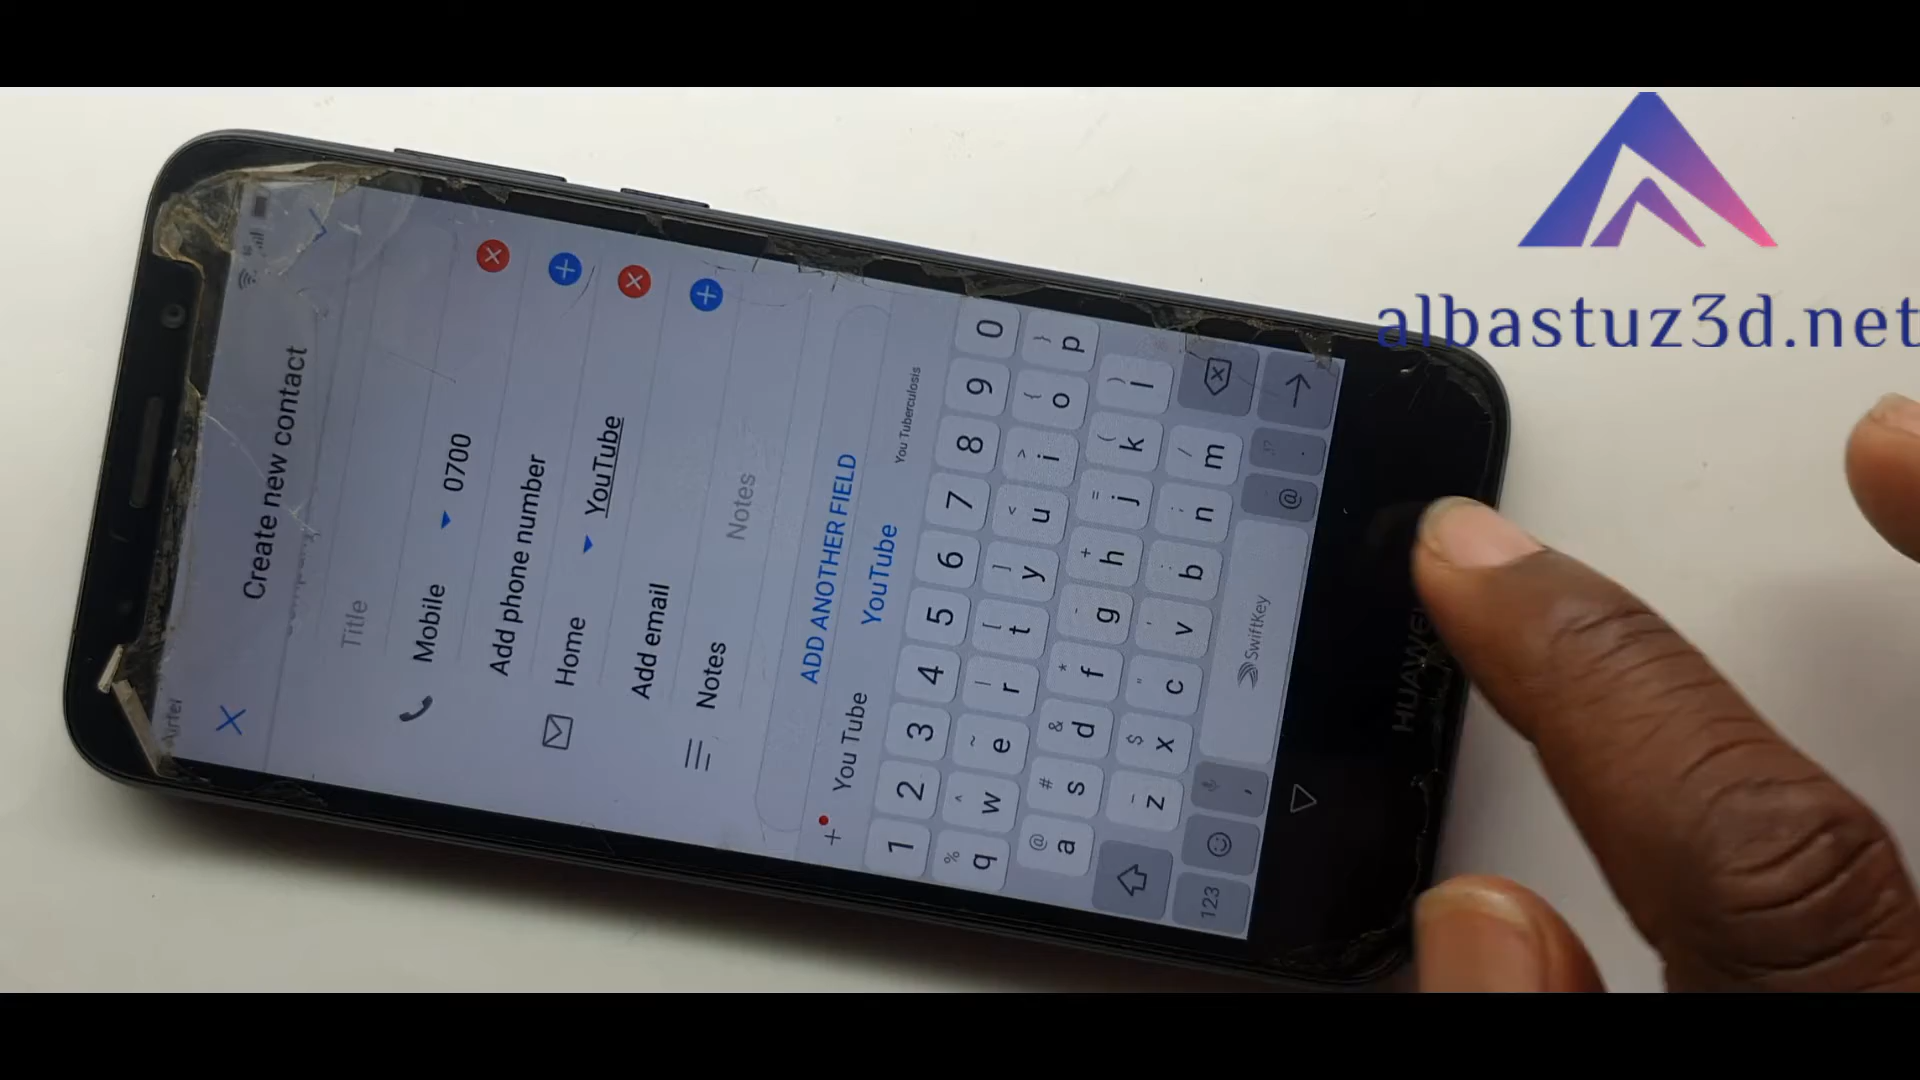 albastuz3d.net
Airtel
Create new contact
Title
Mobile 0700
Add phone number
Home YouTube
Add email
Notes Notes
ADD ANOTHER FIELD
You Tube YouTube You Tuberculosis
1 2 3 4 5 6 7 8 9 0
% ^ ~ | [ ] < > { }
q w e r t y u i o p
@ # & * - + = ( )
a s d f g h j k l
_ $ " ' : ; /
z x c v b n m
123 , SwiftKey @ . !?
HUAWEI